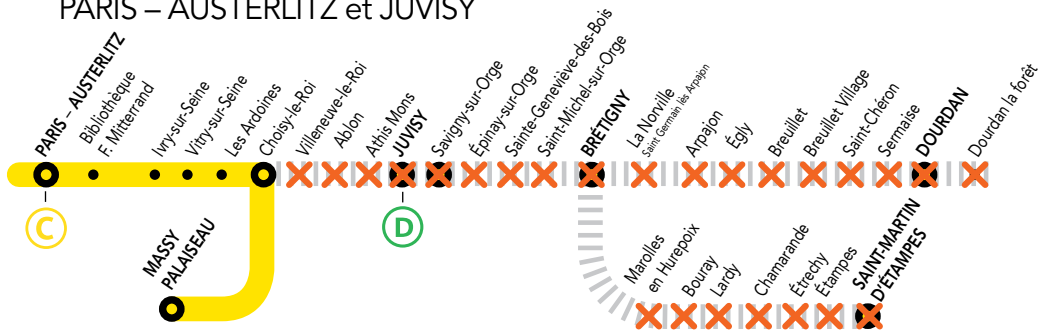 PARIS – AUSTERLITZ et JUVISY
PARIS – AUSTERLITZ
Bibliothèque
F. Mitterrand
Ivry-sur-Seine
Vitry-sur-Seine
Les Ardoines
Choisy-le-Roi
Villeneuve-le-Roi
Ablon
Athis Mons
JUVISY
Savigny-sur-Orge
Épinay-sur-Orge
Sainte-Geneviève-des-Bois
Saint-Michel-sur-Orge
BRÉTIGNY
La Norville
Saint Germain lès Arpajon
Arpajon
Égly
Breuillet
Breuillet Village
Saint-Chéron
Sermaise
DOURDAN
Dourdan la forêt
C
D
MASSY
PALAISEAU
Marolles
en Hurepoix
Bouray
Lardy
Chamarande
Étrechy
Étampes
SAINT-MARTIN
D'ÉTAMPES